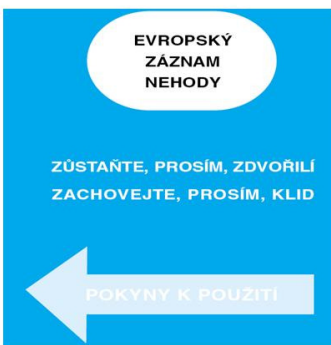 EVROPSKÝ
ZÁZNAM
NEHODY
ZŮSTAŇTE, PROSÍM, ZDVOŘILÍ
ZACHOVEJTE, PROSÍM, KLID
POKYNY K POUŽITÍ